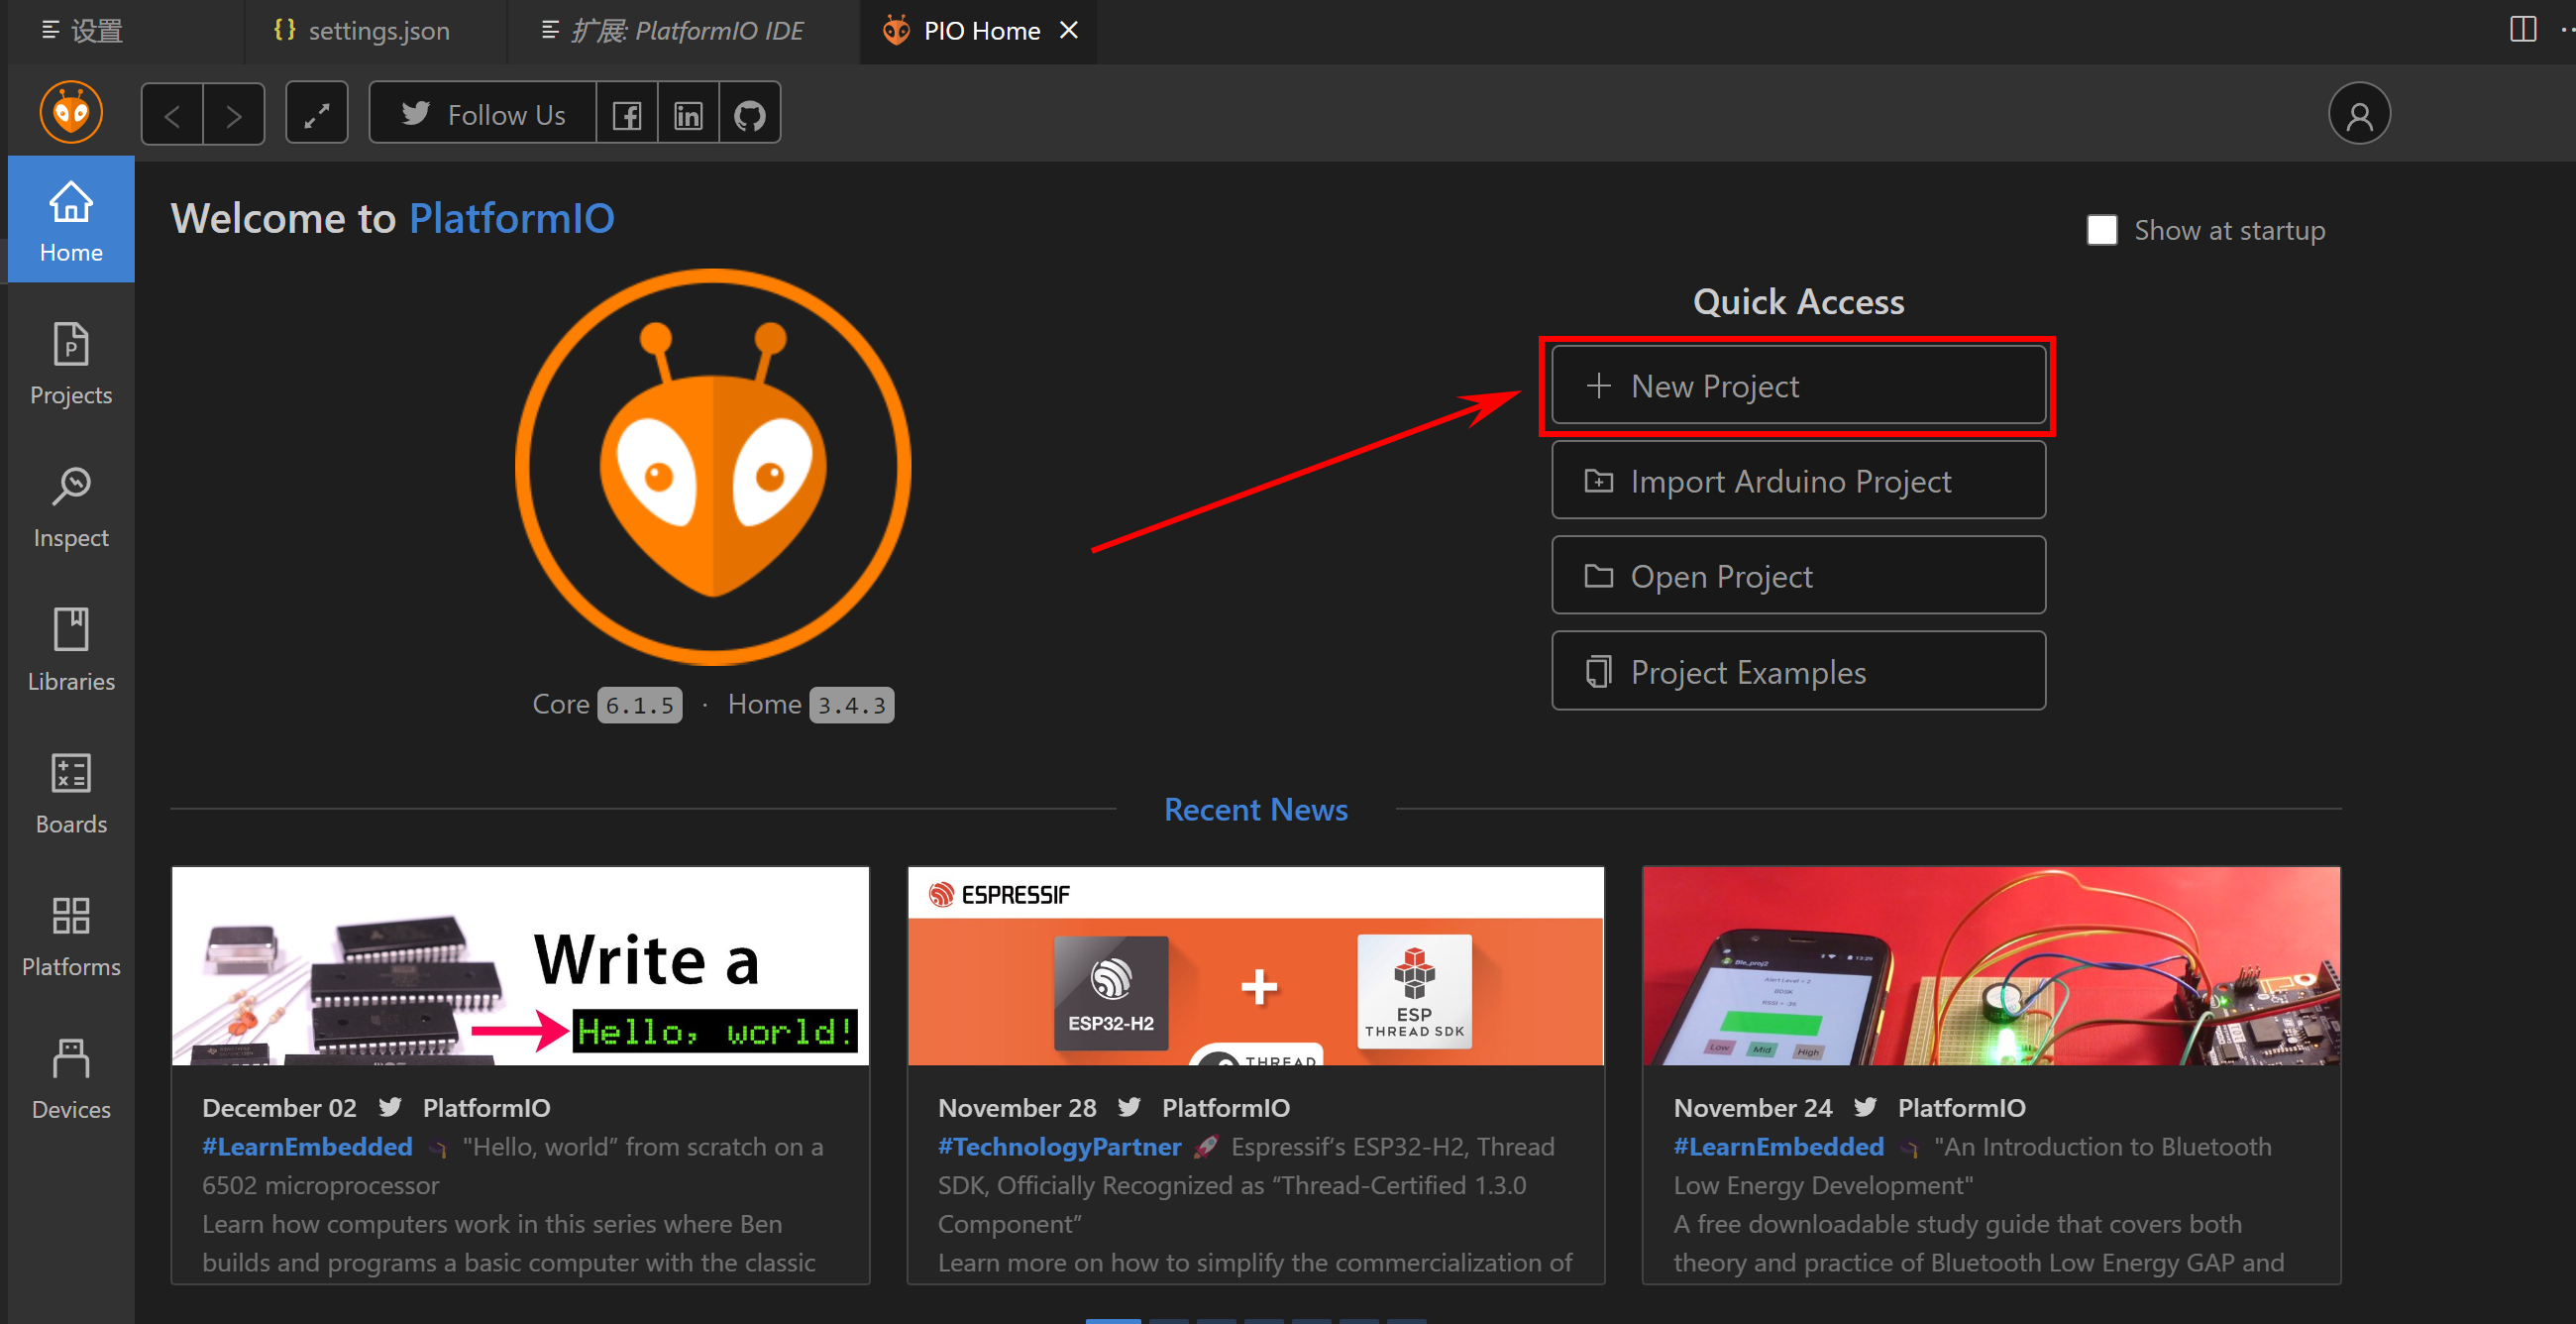 设置
settings.json
扩展: PlatformIO IDE
PIO Home
Follow Us
Home
Projects
Inspect
Libraries
Boards
Platforms
Devices
Welcome to PlatformIO
Show at startup
Quick Access
New Project
Import Arduino Project
Open Project
Project Examples
Core 6.1.5 · Home 3.4.3
Recent News
Write a
Hello, world!
December 02 PlatformIO
#LearnEmbedded "Hello, world” from scratch on a
6502 microprocessor
Learn how computers work in this series where Ben
builds and programs a basic computer with the classic
ESPRESSIF
ESP32-H2
+
ESP
THREAD SDK
THREAD
November 28 PlatformIO
#TechnologyPartner Espressif’s ESP32-H2, Thread
SDK, Officially Recognized as “Thread-Certified 1.3.0
Component”
Learn more on how to simplify the commercialization of
Ble_proj2
Low Mid High
November 24 PlatformIO
#LearnEmbedded "An Introduction to Bluetooth
Low Energy Development"
A free downloadable study guide that covers both
theory and practice of Bluetooth Low Energy GAP and